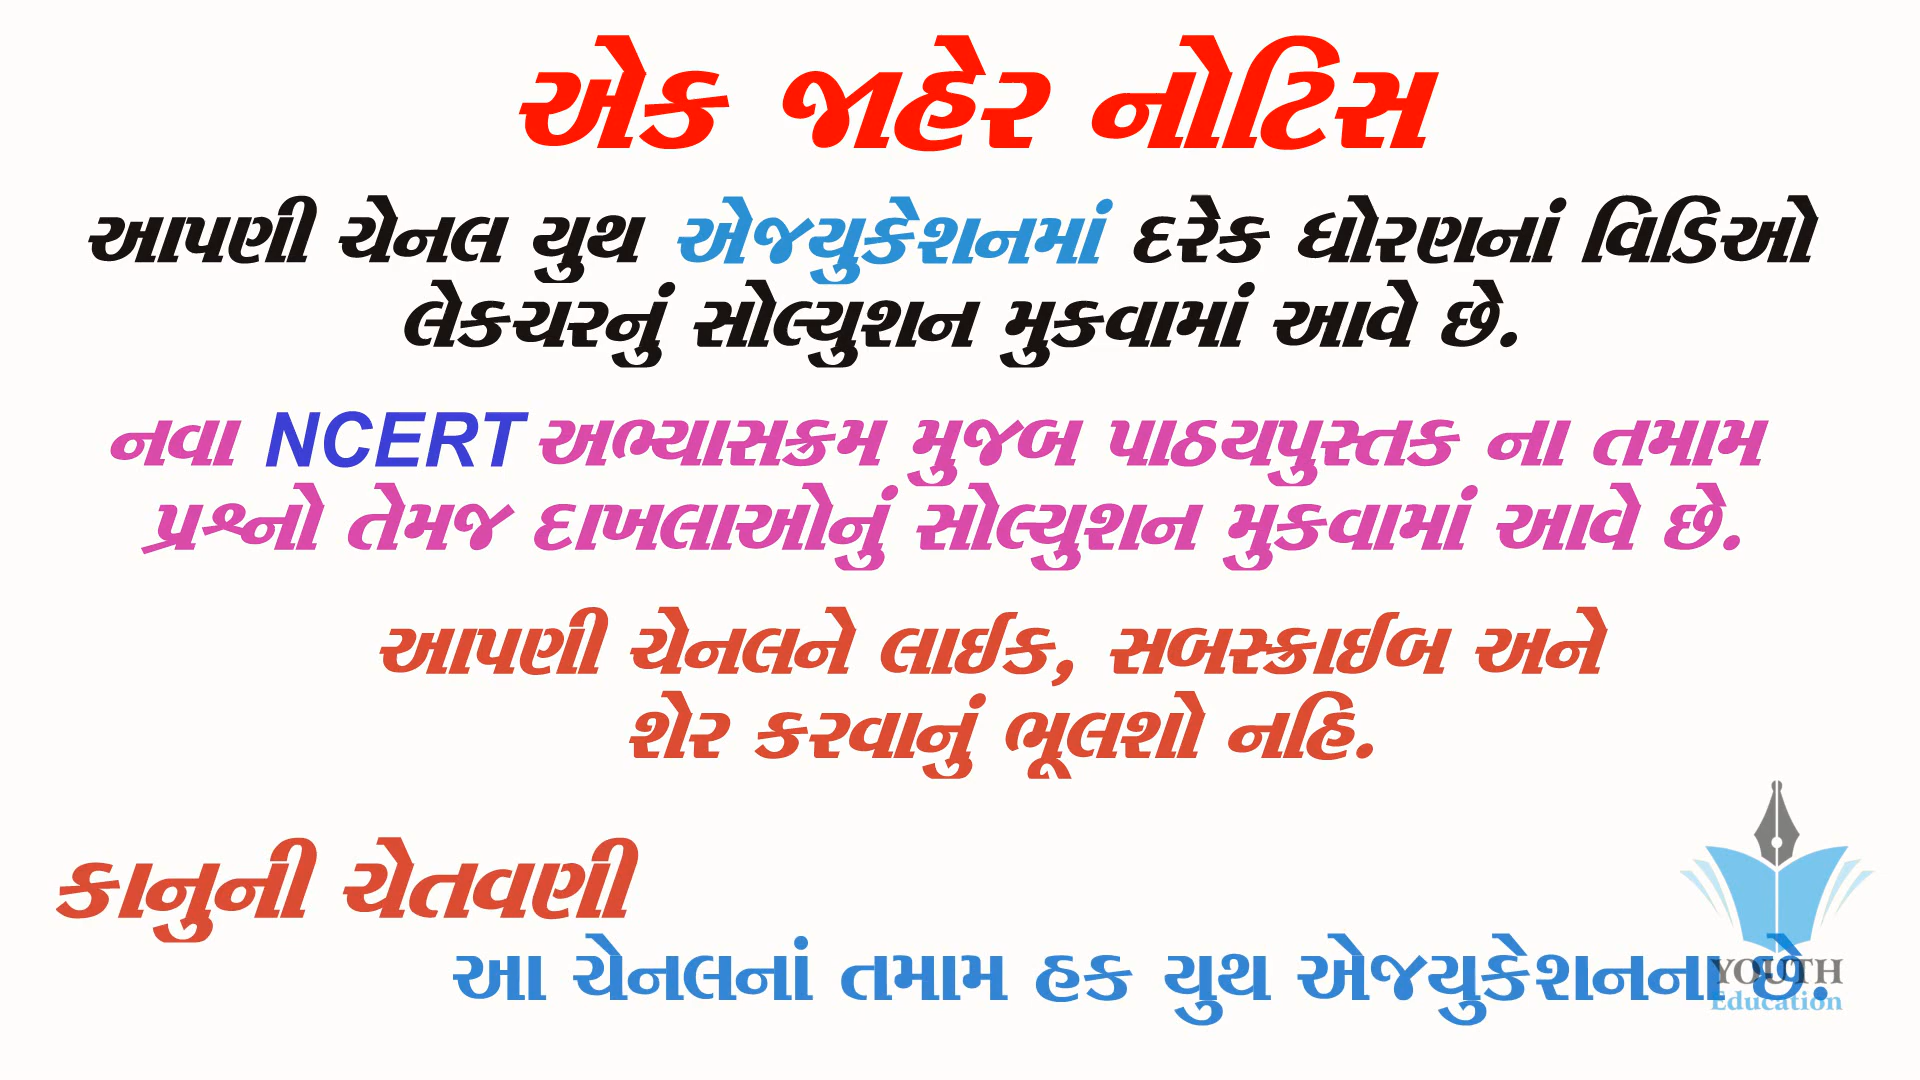 એક જાહેર નોટિસ
આપણી ચેનલ યુથ એજયુકેશનમાં દરેક ધોરણનાં વિડિઓ
લેકચરનું સોલ્યુશન મુકવામાં આવે છે.
નવા NCERT અભ્યાસક્રમ મુજબ પાઠયપુસ્તક ના તમામ
પ્રશ્નો તેમજ દાખલાઓનું સોલ્યુશન મુકવામાં આવે છે.
આપણી ચેનલને લાઈક, સબસ્ક્રાઈબ અને
શેર કરવાનું ભૂલશો નહિ.
કાનુની ચેતવણી
આ ચેનલનાં તમામ હક યુથ એજયુકેશનના છે.
YOUTH
Education